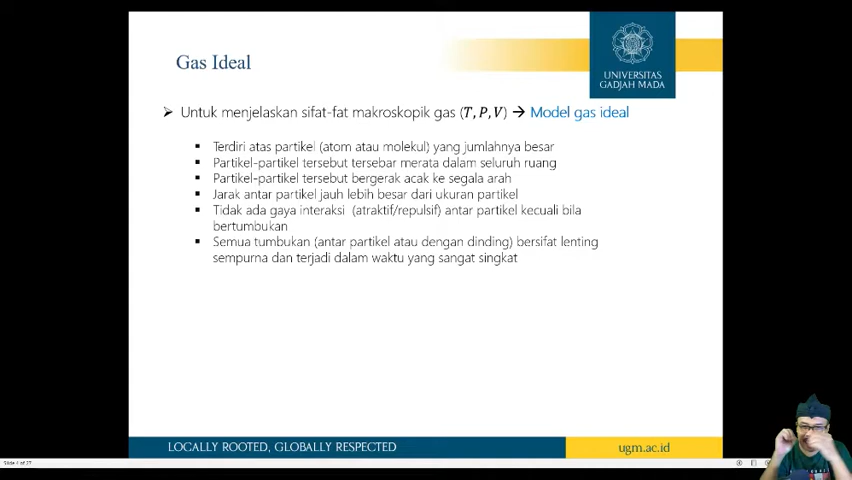 Gas Ideal
UNIVERSITAS
GADJAH MADA
➢ Untuk menjelaskan sifat-fat makroskopik gas (T, P, V) → Model gas ideal
▪ Terdiri atas partikel (atom atau molekul) yang jumlahnya besar
▪ Partikel-partikel tersebut tersebar merata dalam seluruh ruang
▪ Partikel-partikel tersebut bergerak acak ke segala arah
▪ Jarak antar partikel jauh lebih besar dari ukuran partikel
▪ Tidak ada gaya interaksi (atraktif/repulsif) antar partikel kecuali bila
bertumbukan
▪ Semua tumbukan (antar partikel atau dengan dinding) bersifat lenting
sempurna dan terjadi dalam waktu yang sangat singkat
LOCALLY ROOTED, GLOBALLY RESPECTED
ugm.ac.id
Slide 4 of 27